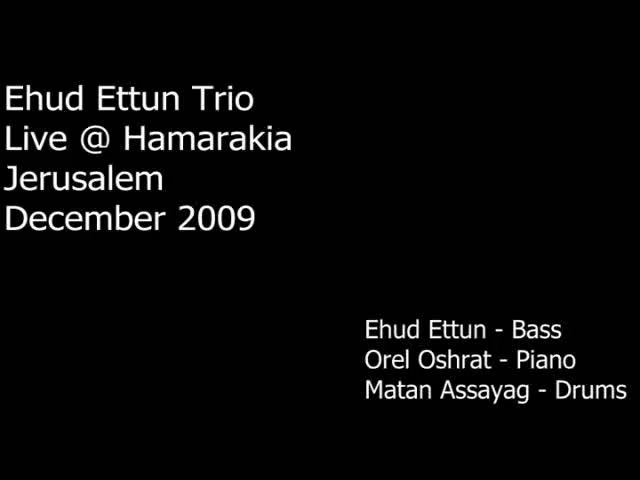 Ehud Ettun Trio
Live @ Hamarakia
Jerusalem
December 2009
Ehud Ettun - Bass
Orel Oshrat - Piano
Matan Assayag - Drums